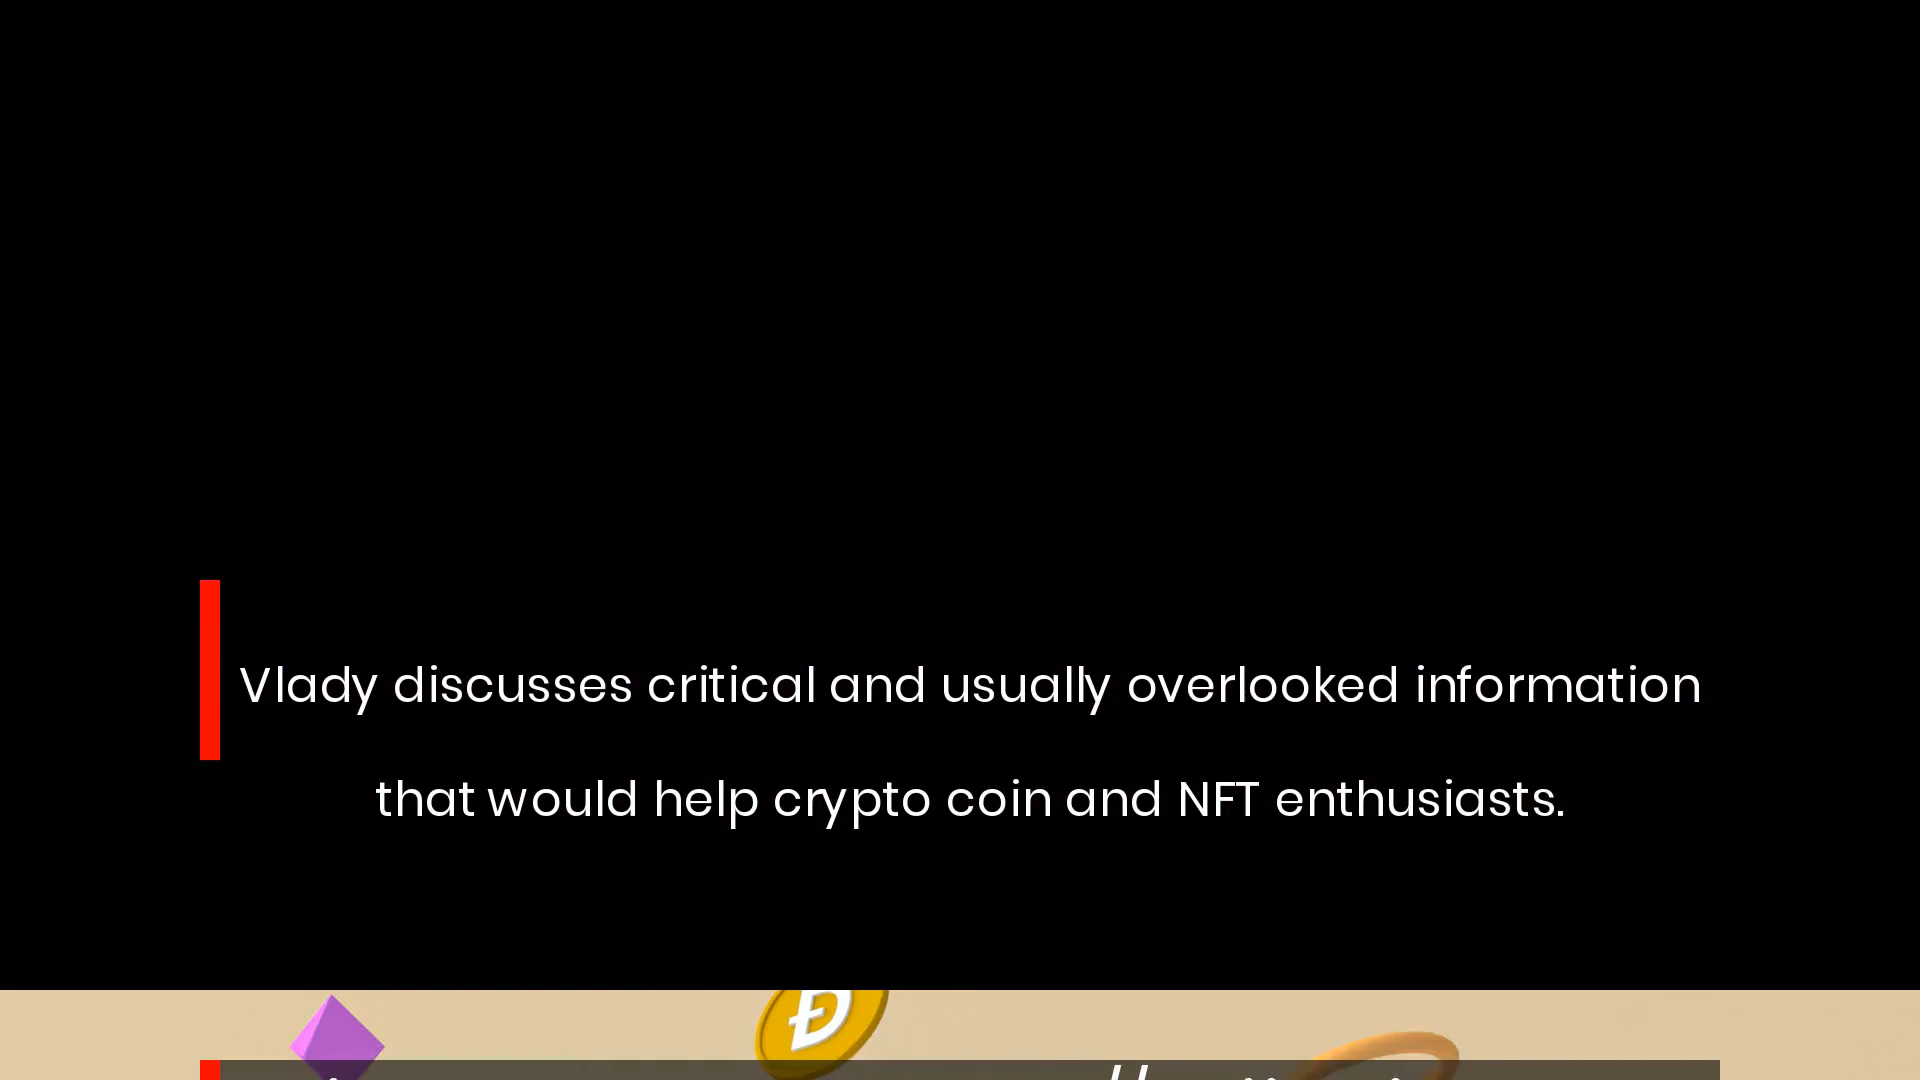 Vlady discusses critical and usually overlooked information
that would help crypto coin and NFT enthusiasts.